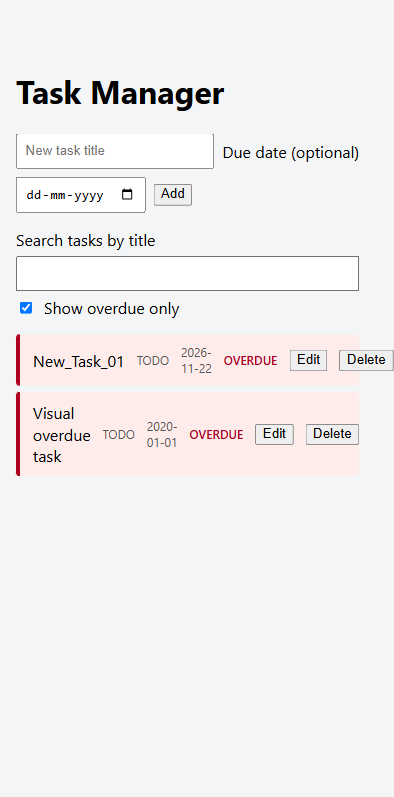 Task Manager
New task title Due date (optional)
dd-mm-yyyy Add
Search tasks by title
Show overdue only
New_Task_01 TODO 2026-
11-22 OVERDUE Edit Delete
Visual
overdue
task TODO 2020-
01-01 OVERDUE Edit Delete